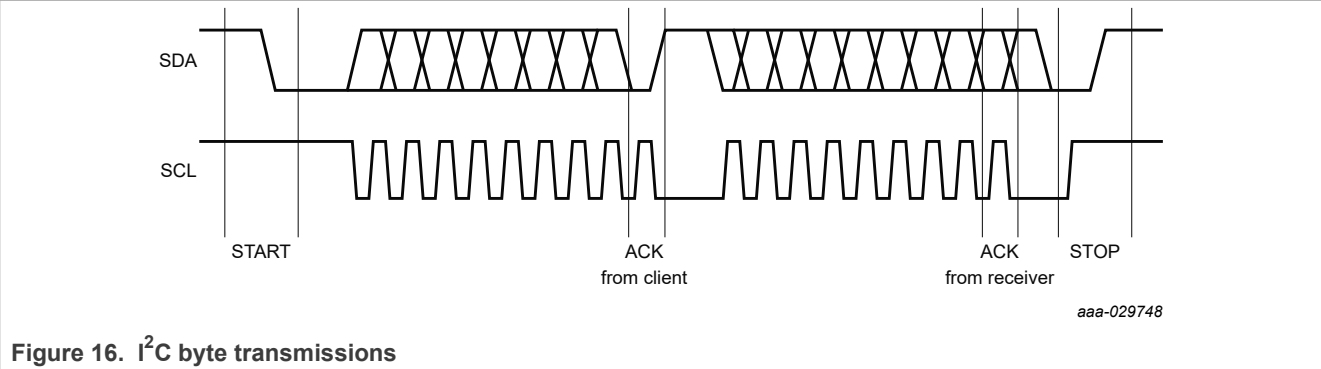 SDA
SCL
START
ACK
from client
ACK
from receiver
STOP
aaa-029748
Figure 16. I²C byte transmissions